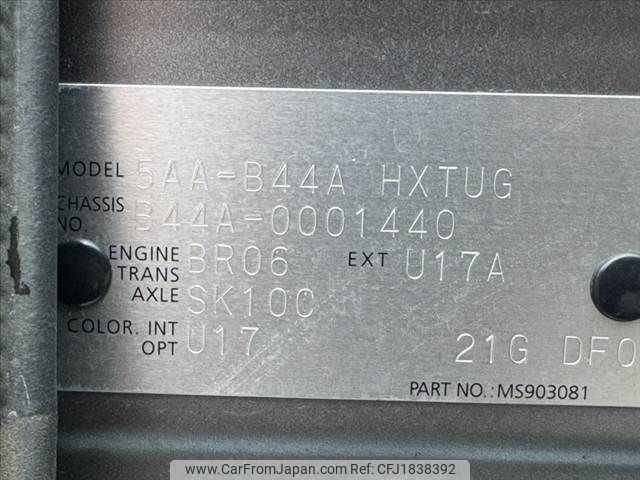 MODEL 5AA-B44A HXTUG
CHASSIS NO. B44A-0001440
ENGINE BR06 EXT U17A
TRANS
AXLE SK10C
COLOR. INT U17
OPT 21G DF0
PART NO.: MS903081
www.CarFromJapan.com Ref No. CFJ1838392